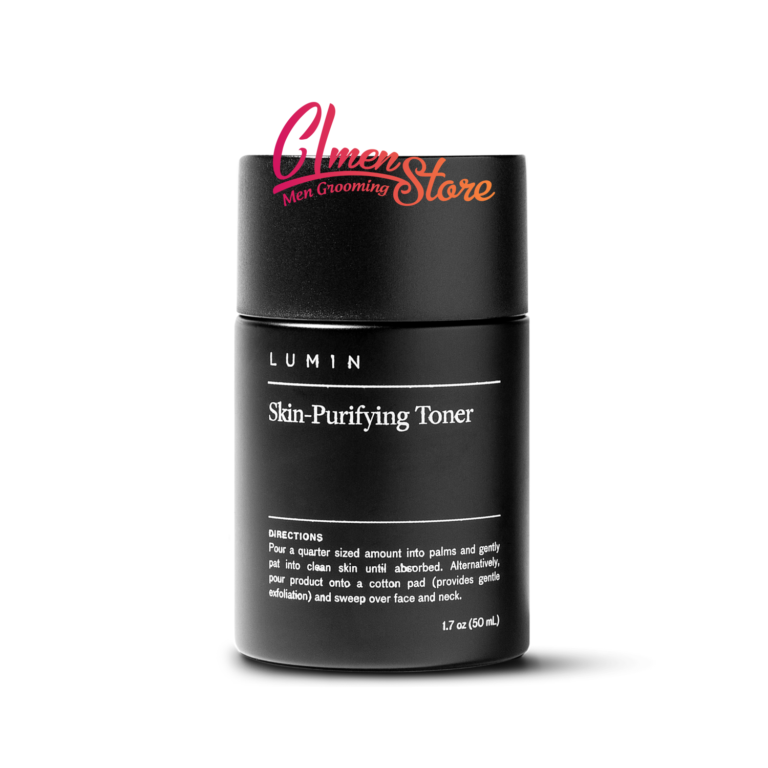 CImen
Men Grooming Store
LUM1N
Skin-Purifying Toner
DIRECTIONS
Pour a quarter sized amount into palms and gently
pat into clean skin until absorbed. Alternatively,
pour product onto a cotton pad (provides gentle
exfoliation) and sweep over face and neck.
1.7 oz (50 mL)